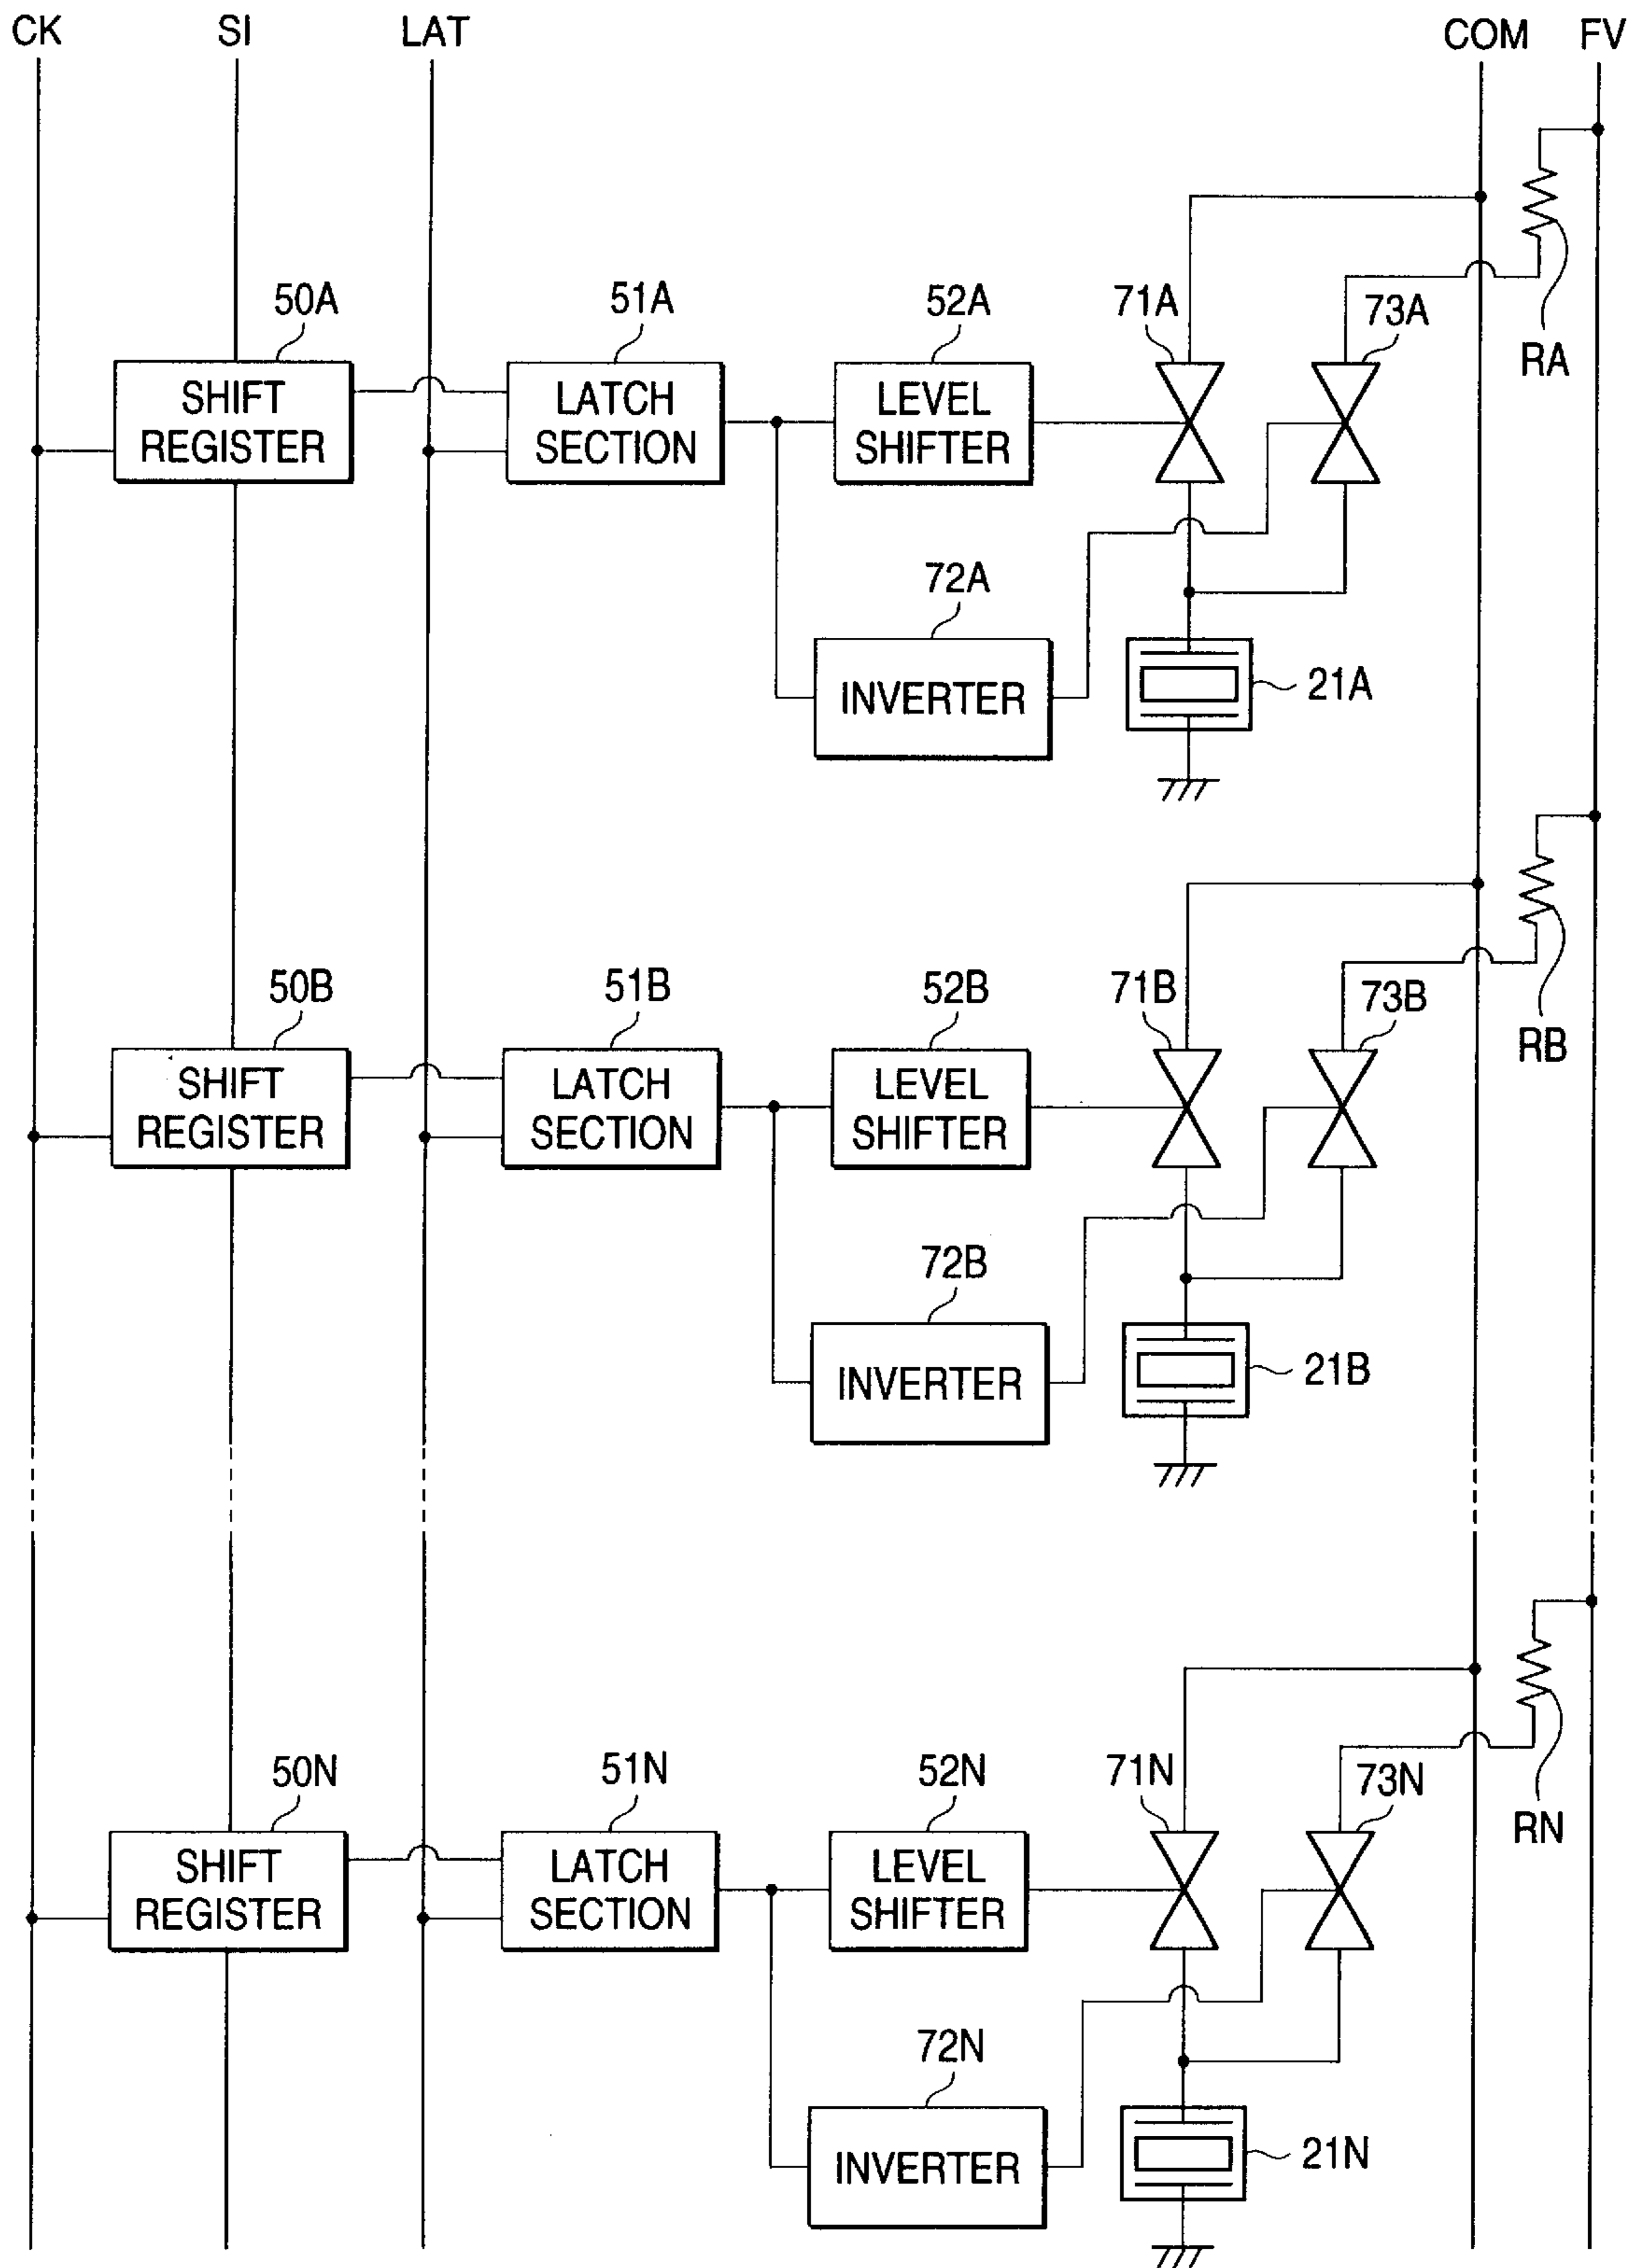 CK SI LAT COM FV
50A 51A 52A 71A 73A
RA
SHIFT
REGISTER
LATCH
SECTION
LEVEL
SHIFTER
72A
INVERTER
21A
50B 51B 52B 71B 73B
RB
SHIFT
REGISTER
LATCH
SECTION
LEVEL
SHIFTER
72B
INVERTER
21B
50N 51N 52N 71N 73N
RN
SHIFT
REGISTER
LATCH
SECTION
LEVEL
SHIFTER
72N
INVERTER
21N